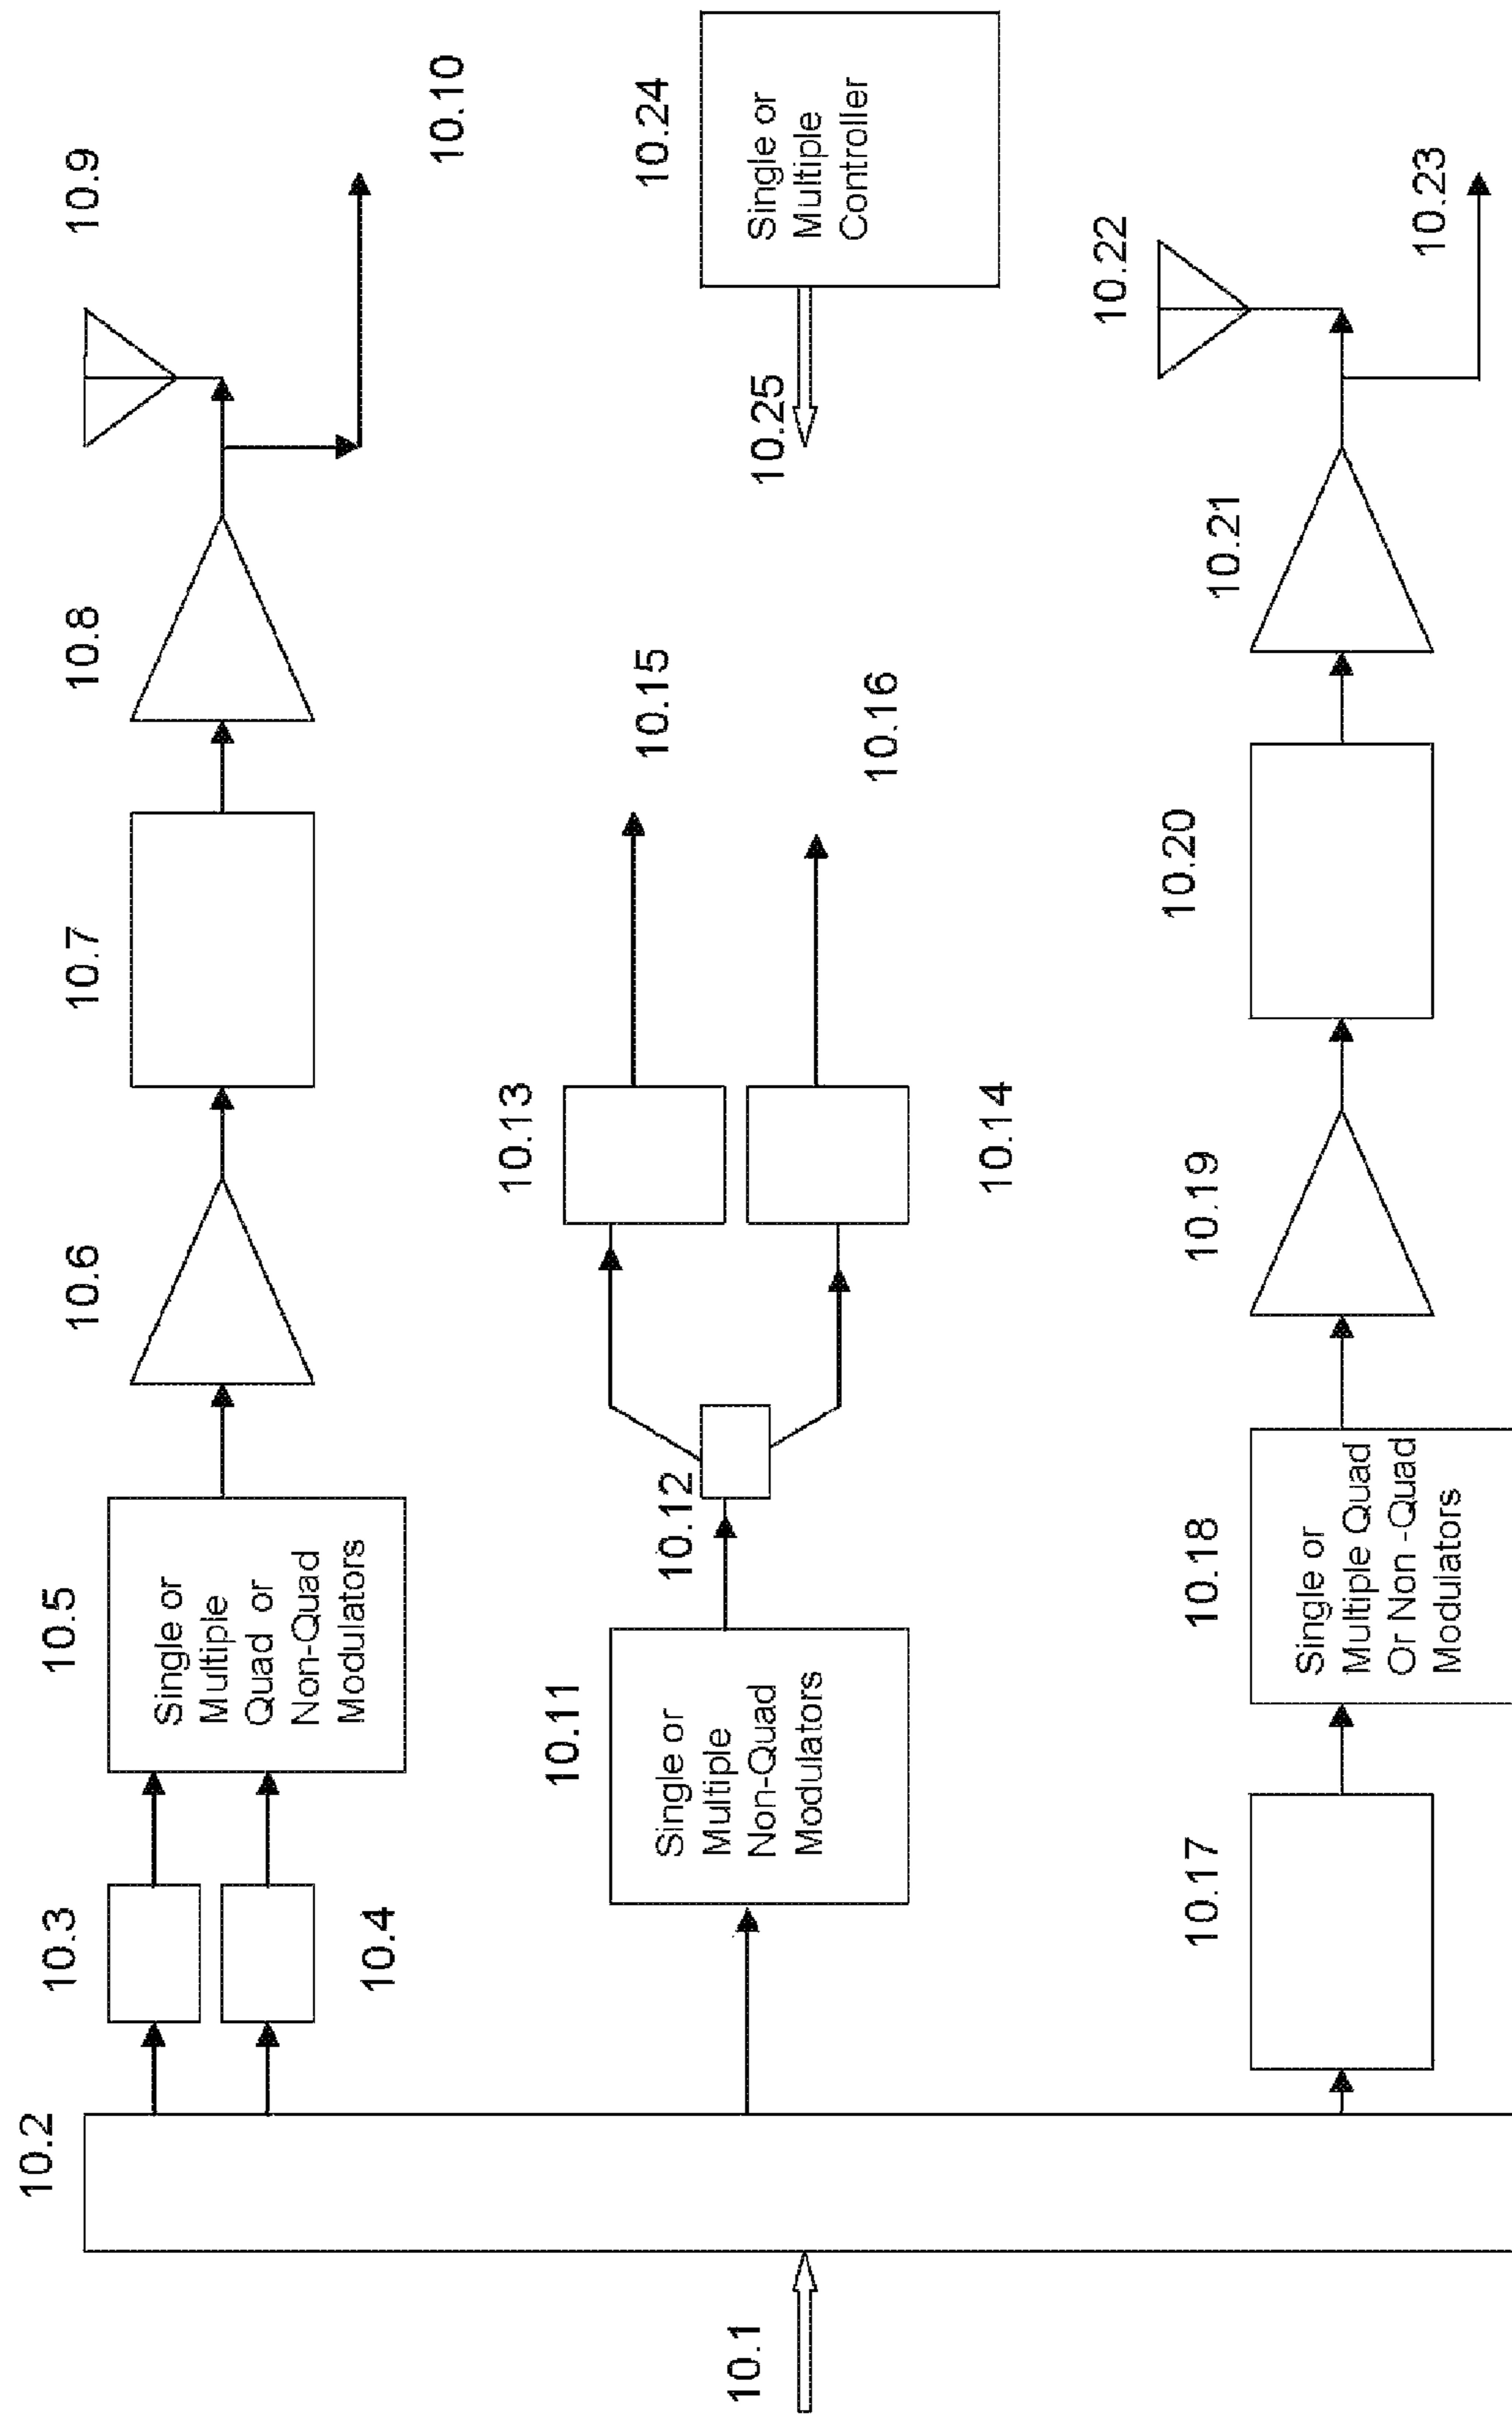 10.1
10.2
10.3
10.4
10.5
Single or
Multiple
Quad or
Non-Quad
Modulators
10.6
10.7
10.8
10.9
10.10
10.11
Single or
Multiple
Non-Quad
Modulators
10.12
10.13
10.14
10.15
10.16
10.24
Single or
Multiple
Controller
10.25
10.17
10.18
Single or
Multiple Quad
Or Non -Quad
Modulators
10.19
10.20
10.21
10.22
10.23